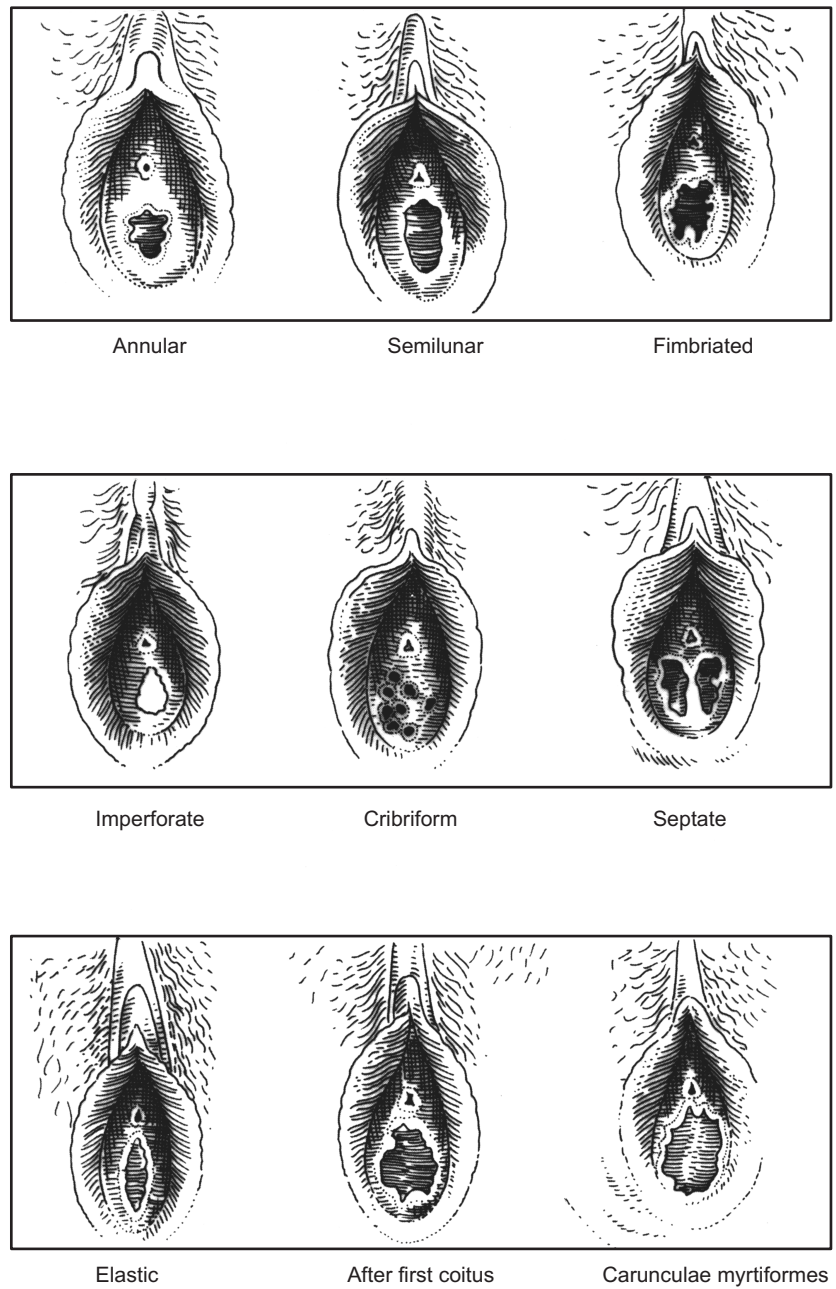 Annular Semilunar Fimbriated
Imperforate Cribriform Septate
Elastic After first coitus Carunculae myrtiformes